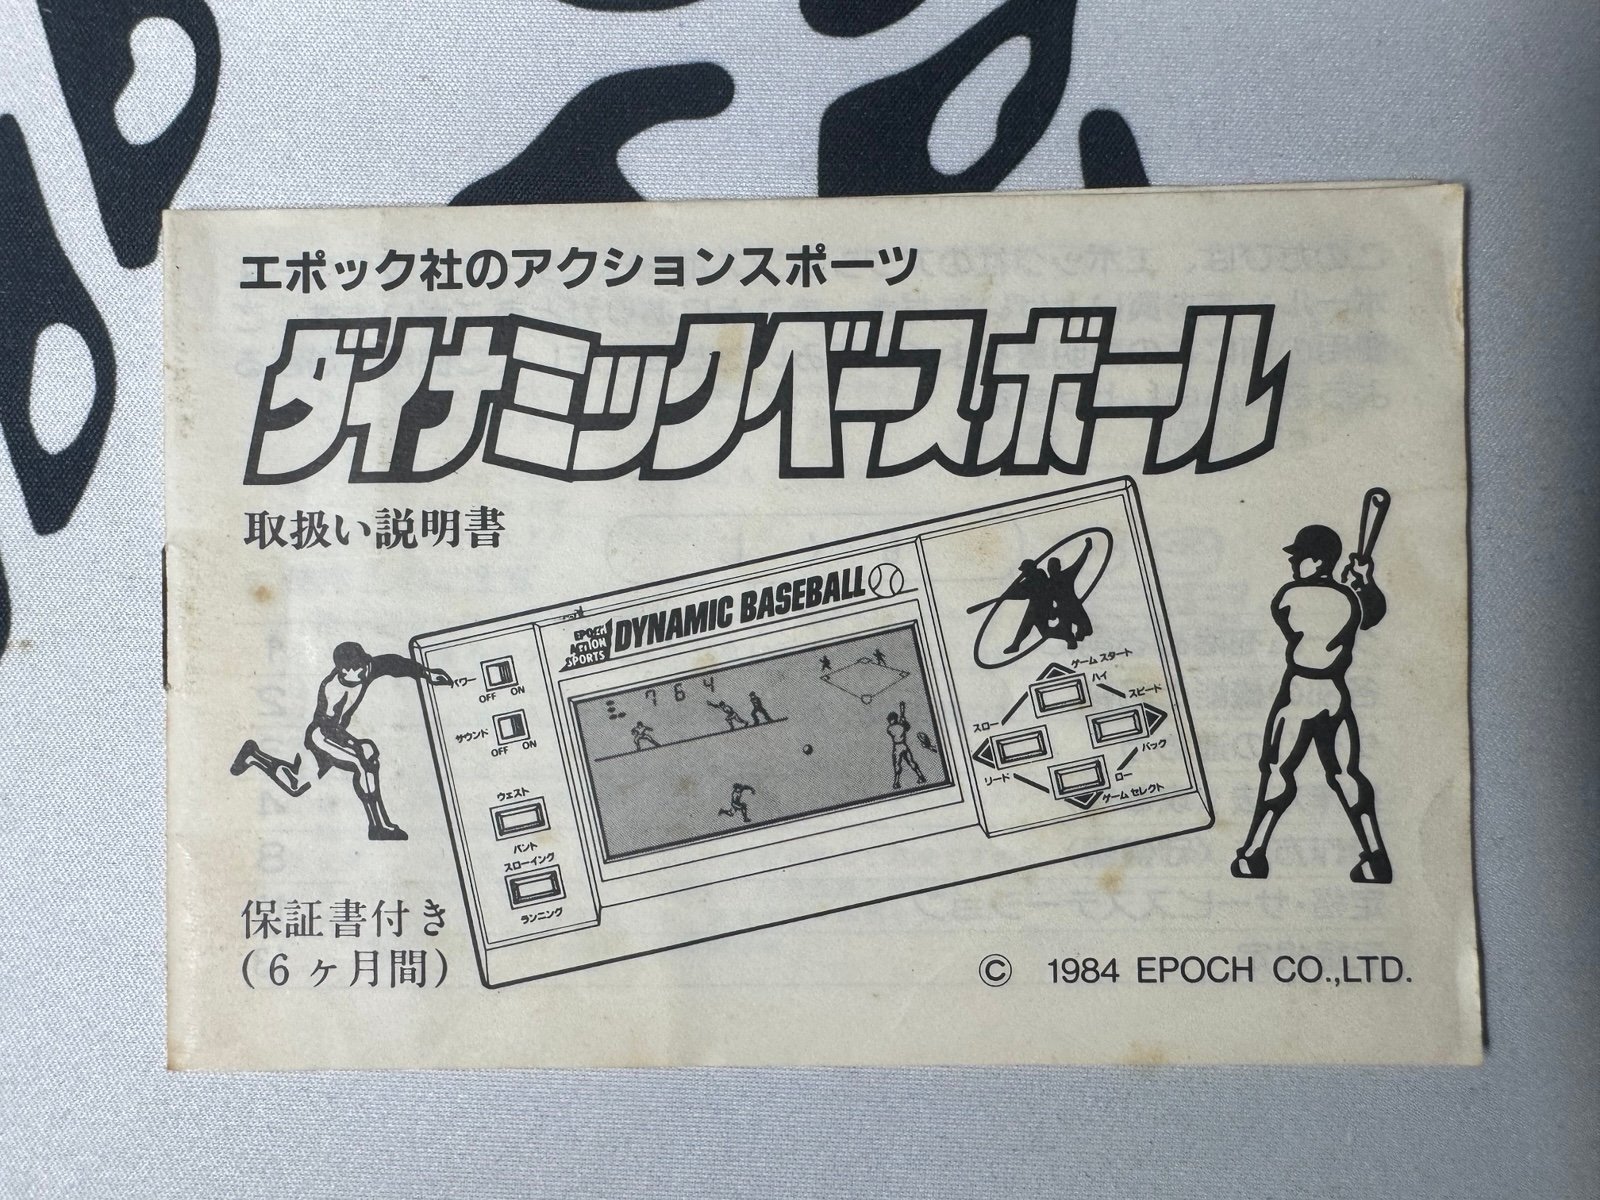 エポック社のアクションスポーツ
ダイナミックベースボール
取扱い説明書
EPOCH
ACTION
SPORTS
DYNAMIC BASEBALL
パワー
OFF ON
サウンド
OFF ON
ウェスト
バント
スローイング
ランニング
764
ゲームスタート
ハイ
スピード
スロー
バック
リード
ロー
ゲームセレクト
保証書付き
(6ヶ月間)
© 1984 EPOCH CO.,LTD.